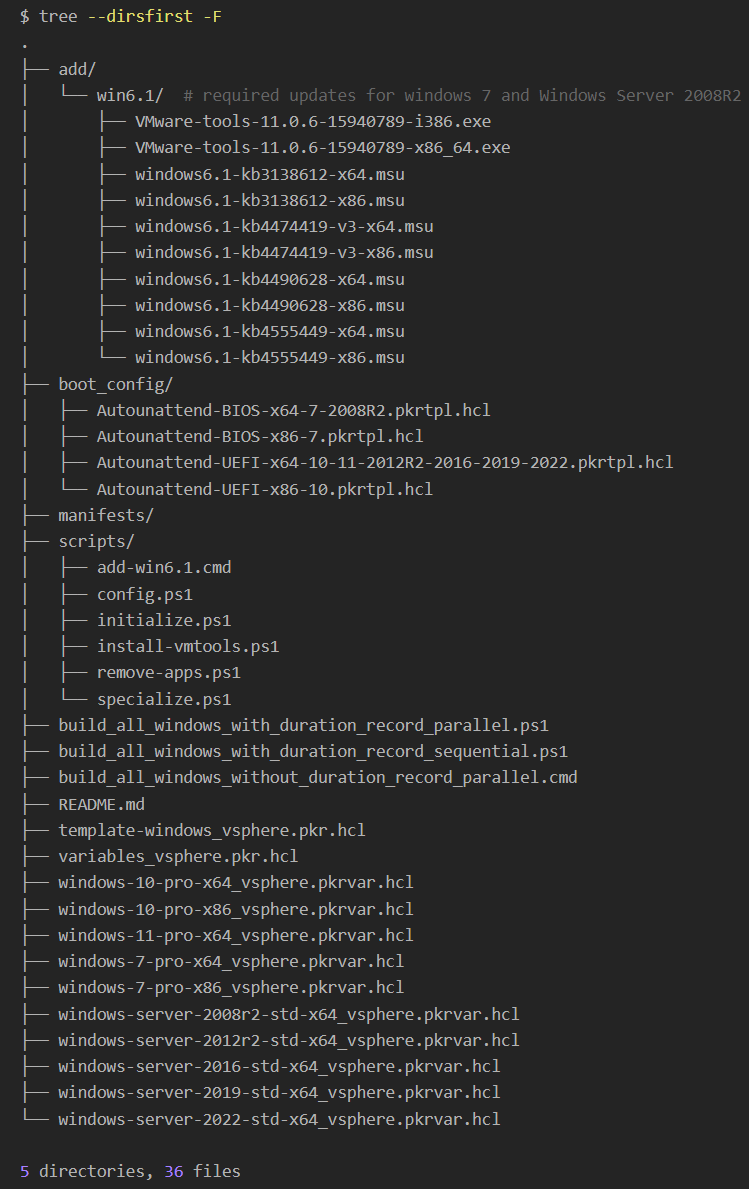 $ tree --dirsfirst -F
.
├── add/
│   └── win6.1/  # required updates for windows 7 and Windows Server 2008R2
│       ├── VMware-tools-11.0.6-15940789-i386.exe
│       ├── VMware-tools-11.0.6-15940789-x86_64.exe
│       ├── windows6.1-kb3138612-x64.msu
│       ├── windows6.1-kb3138612-x86.msu
│       ├── windows6.1-kb4474419-v3-x64.msu
│       ├── windows6.1-kb4474419-v3-x86.msu
│       ├── windows6.1-kb4490628-x64.msu
│       ├── windows6.1-kb4490628-x86.msu
│       ├── windows6.1-kb4555449-x64.msu
│       └── windows6.1-kb4555449-x86.msu
├── boot_config/
│   ├── Autounattend-BIOS-x64-7-2008R2.pkrtpl.hcl
│   ├── Autounattend-BIOS-x86-7.pkrtpl.hcl
│   ├── Autounattend-UEFI-x64-10-11-2012R2-2016-2019-2022.pkrtpl.hcl
│   └── Autounattend-UEFI-x86-10.pkrtpl.hcl
├── manifests/
├── scripts/
│   ├── add-win6.1.cmd
│   ├── config.ps1
│   ├── initialize.ps1
│   ├── install-vmtools.ps1
│   ├── remove-apps.ps1
│   └── specialize.ps1
├── build_all_windows_with_duration_record_parallel.ps1
├── build_all_windows_with_duration_record_sequential.ps1
├── build_all_windows_without_duration_record_parallel.cmd
├── README.md
├── template-windows_vsphere.pkr.hcl
├── variables_vsphere.pkr.hcl
├── windows-10-pro-x64_vsphere.pkrvar.hcl
├── windows-10-pro-x86_vsphere.pkrvar.hcl
├── windows-11-pro-x64_vsphere.pkrvar.hcl
├── windows-7-pro-x64_vsphere.pkrvar.hcl
├── windows-7-pro-x86_vsphere.pkrvar.hcl
├── windows-server-2008r2-std-x64_vsphere.pkrvar.hcl
├── windows-server-2012r2-std-x64_vsphere.pkrvar.hcl
├── windows-server-2016-std-x64_vsphere.pkrvar.hcl
├── windows-server-2019-std-x64_vsphere.pkrvar.hcl
└── windows-server-2022-std-x64_vsphere.pkrvar.hcl
5 directories, 36 files